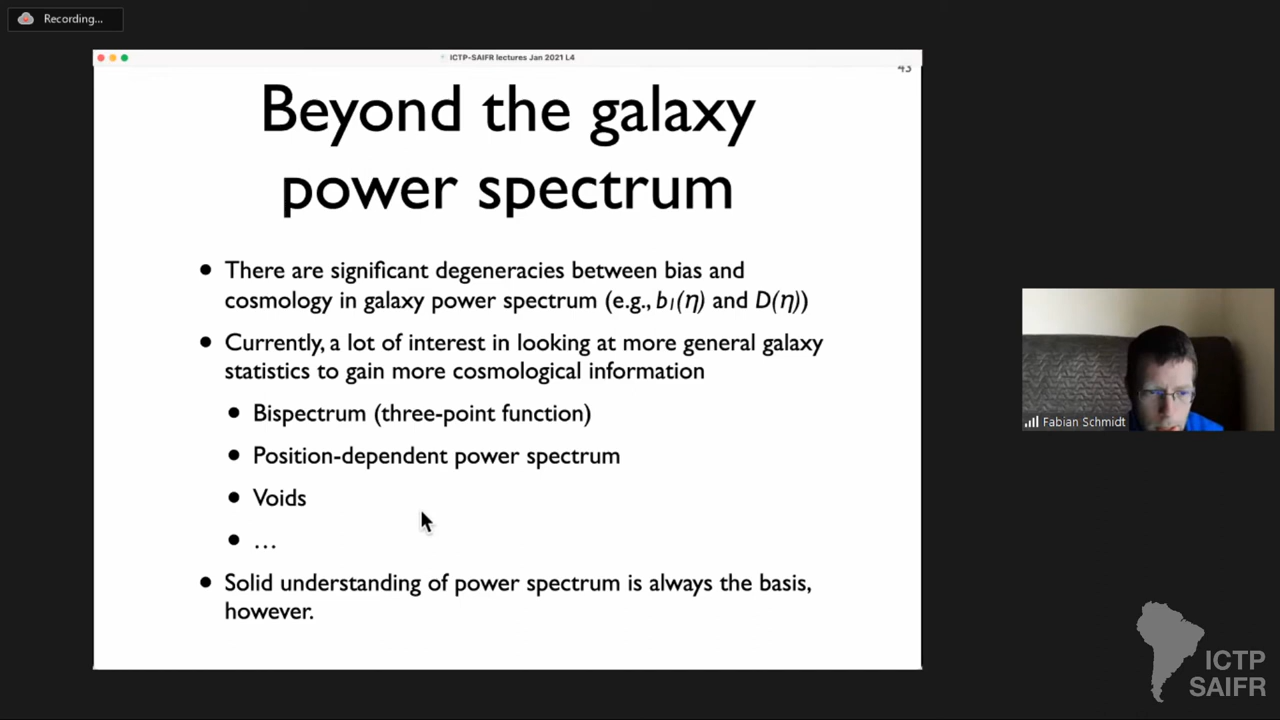 Recording...
ICTP-SAIFR lectures Jan 2021 L4
43
Beyond the galaxy
power spectrum
• There are significant degeneracies between bias and
cosmology in galaxy power spectrum (e.g., b₁(η) and D(η))
• Currently, a lot of interest in looking at more general galaxy
statistics to gain more cosmological information
• Bispectrum (three-point function)
• Position-dependent power spectrum
• Voids
• …
• Solid understanding of power spectrum is always the basis,
however.
Fabian Schmidt
ICTP
SAIFR